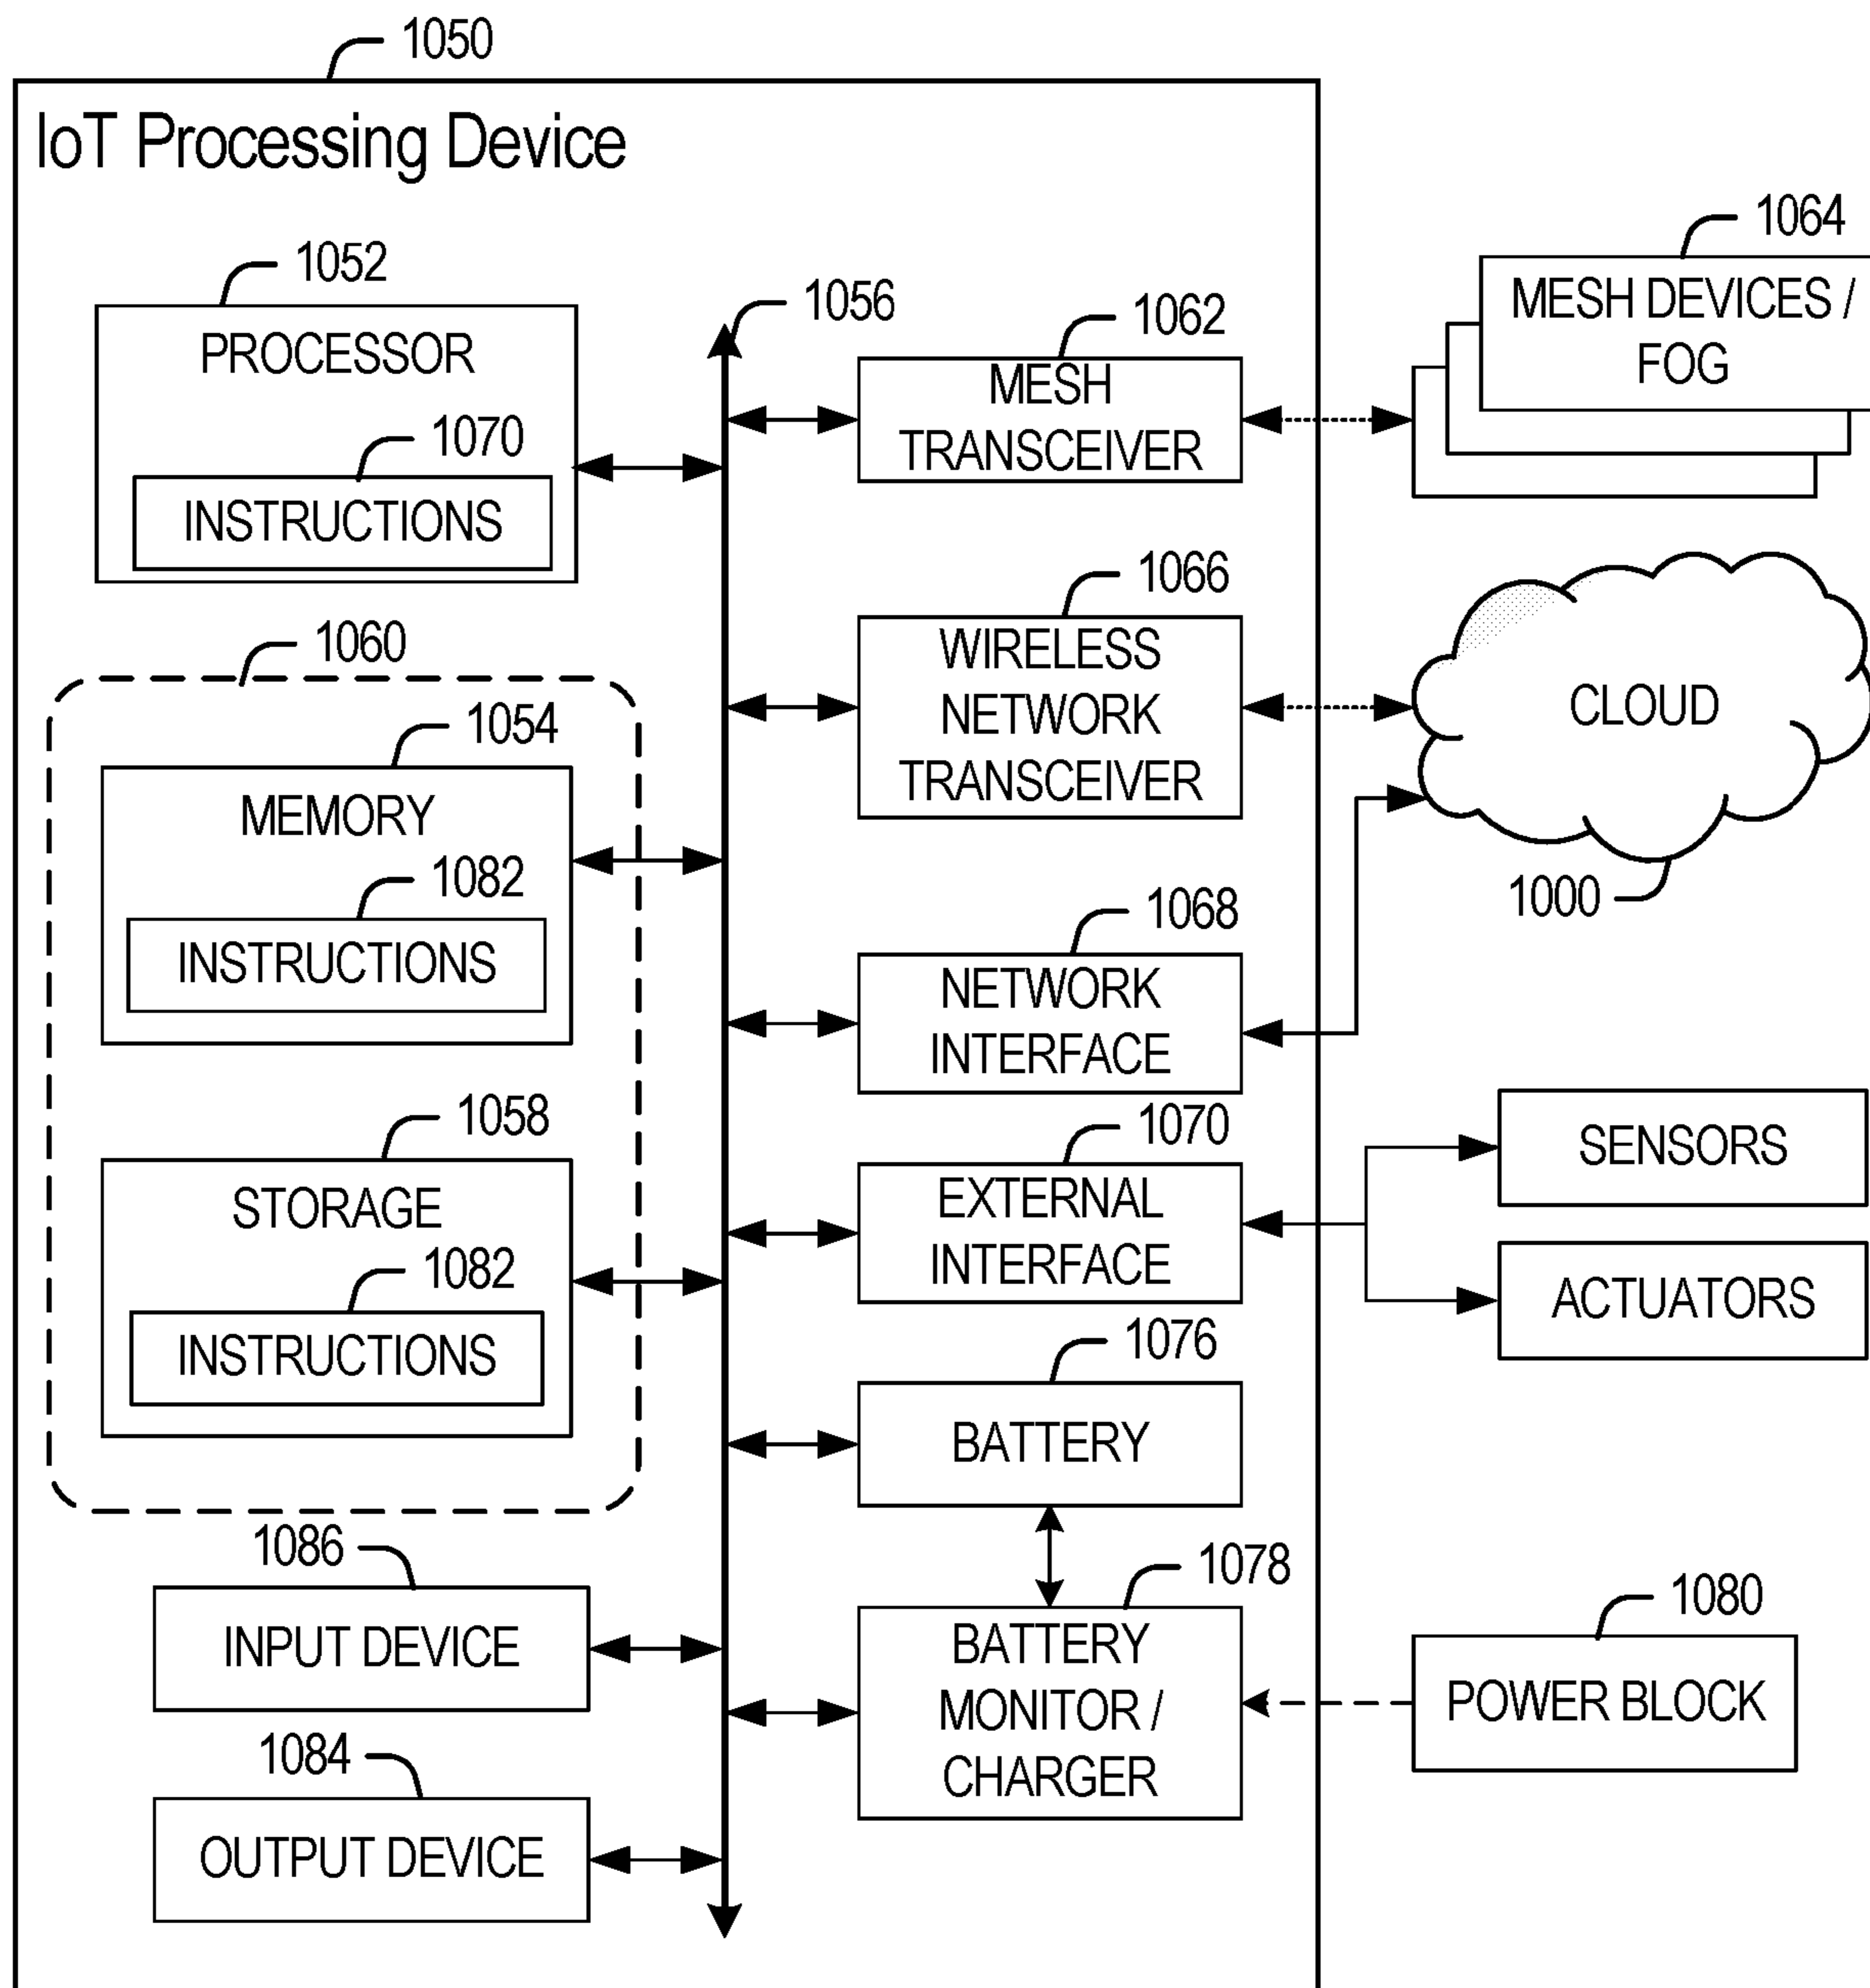 1050
IoT Processing Device
1052
PROCESSOR
1070
INSTRUCTIONS
1060
1054
MEMORY
1082
INSTRUCTIONS
1058
STORAGE
1082
INSTRUCTIONS
1086
INPUT DEVICE
1084
OUTPUT DEVICE
1056
1062
MESH
TRANSCEIVER
1066
WIRELESS
NETWORK
TRANSCEIVER
1068
NETWORK
INTERFACE
1070
EXTERNAL
INTERFACE
1076
BATTERY
1078
BATTERY
MONITOR /
CHARGER
1064
MESH DEVICES /
FOG
CLOUD
1000
SENSORS
ACTUATORS
1080
POWER BLOCK